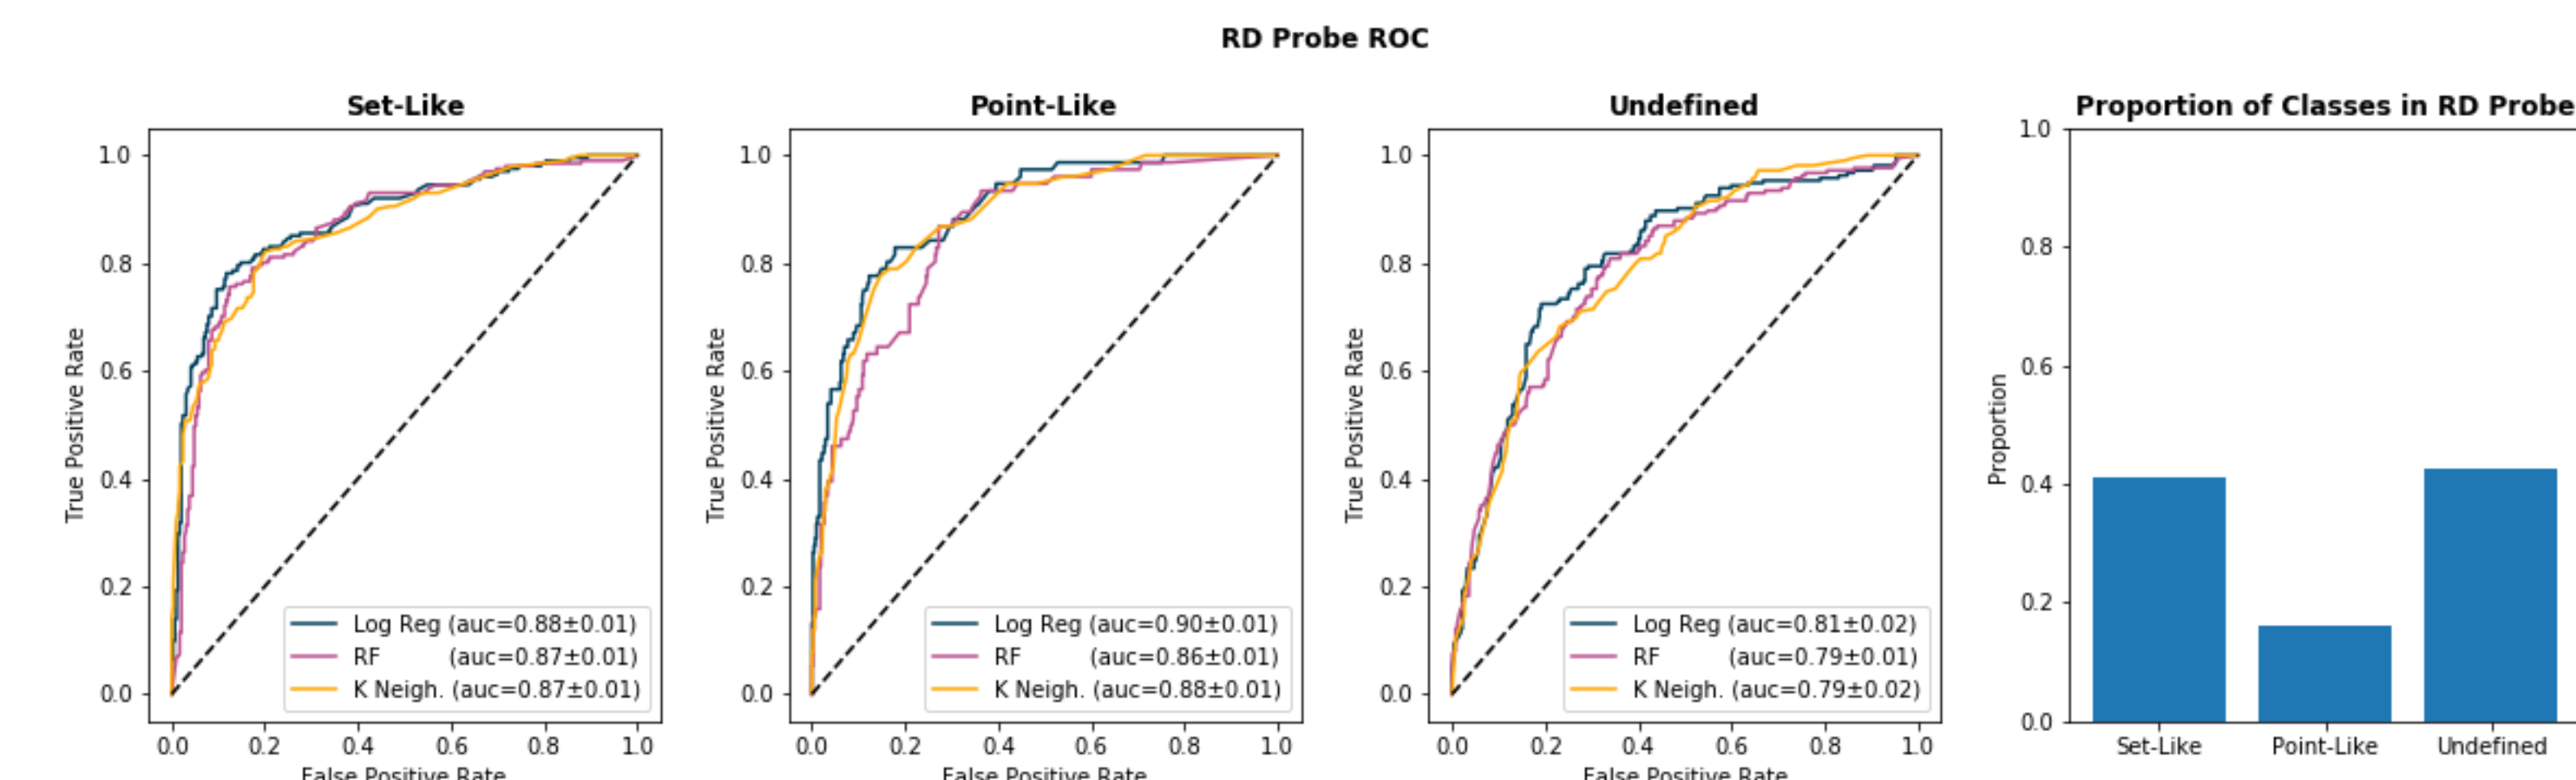 RD Probe ROC
Set-Like
True Positive Rate
1.0
0.8
0.6
0.4
0.2
0.0
Log Reg (auc=0.88±0.01)
RF (auc=0.87±0.01)
K Neigh. (auc=0.87±0.01)
0.0 0.2 0.4 0.6 0.8 1.0
False Positive Rate
Point-Like
True Positive Rate
1.0
0.8
0.6
0.4
0.2
0.0
Log Reg (auc=0.90±0.01)
RF (auc=0.86±0.01)
K Neigh. (auc=0.88±0.01)
0.0 0.2 0.4 0.6 0.8 1.0
False Positive Rate
Undefined
True Positive Rate
1.0
0.8
0.6
0.4
0.2
0.0
Log Reg (auc=0.81±0.02)
RF (auc=0.79±0.01)
K Neigh. (auc=0.79±0.02)
0.0 0.2 0.4 0.6 0.8 1.0
False Positive Rate
Proportion of Classes in RD Probe
Proportion
1.0
0.8
0.6
0.4
0.2
0.0
Set-Like Point-Like Undefined